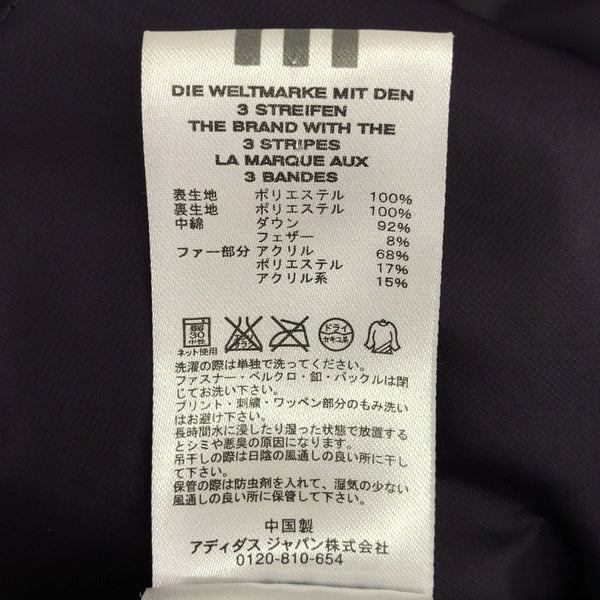 DIE WELTMARKE MIT DEN
3 STREIFEN
THE BRAND WITH THE
3 STRIPES
LA MARQUE AUX
3 BANDES
表生地 ポリエステル 100%
裏生地 ポリエステル 100%
中綿 ダウン 92%
フェザー 8%
ファー部分 アクリル 68%
ポリエステル 17%
アクリル系 15%
30
中性
ドライ
セキユ系
ネット使用
洗濯の際は単独で洗ってください。
ファスナー・ベルクロ・釦・バックルは閉
じてお洗い下さい。
プリント・刺繍・ワッペン部分のもみ洗い
はお避け下さい。
長時間水に浸したり湿った状態で放置する
とシミや悪臭の原因になります。
吊干しの際は日陰の風通しの良い所に干し
て下さい。
保管の際は防虫剤を入れて、湿気の少ない
風通しの良い所に保管して下さい。
中国製
アディダス ジャパン株式会社
0120-810-654